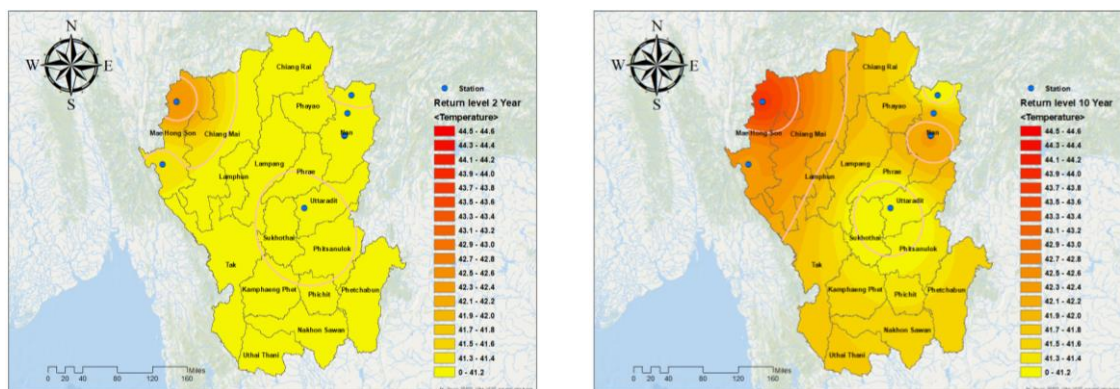 N
W E
S
Chiang Rai
Phayao
Nan
Mae Hong Son
Chiang Mai
Lampang
Lamphun
Phrae
Uttaradit
Sukhothai
Phitsanulok
Tak
Kamphaeng Phet
Phichit
Phetchabun
Nakhon Sawan
Uthai Thani
Station
Return level 2 Year
<Temperature>
44.5 - 44.6
44.3 - 44.4
44.1 - 44.2
43.9 - 44.0
43.7 - 43.8
43.5 - 43.6
43.3 - 43.4
43.1 - 43.2
42.9 - 43.0
42.7 - 42.8
42.5 - 42.6
42.3 - 42.4
42.1 - 42.2
41.9 - 42.0
41.7 - 41.8
41.5 - 41.6
41.3 - 41.4
0 - 41.2
Miles
0 20 40 80 120 160
N
W E
S
Chiang Rai
Phayao
Nan
Mae Hong Son
Chiang Mai
Lampang
Lamphun
Phrae
Uttaradit
Sukhothai
Phitsanulok
Tak
Kamphaeng Phet
Phichit
Phetchabun
Nakhon Sawan
Uthai Thani
Station
Return level 10 Year
<Temperature>
44.5 - 44.6
44.3 - 44.4
44.1 - 44.2
43.9 - 44.0
43.7 - 43.8
43.5 - 43.6
43.3 - 43.4
43.1 - 43.2
42.9 - 43.0
42.7 - 42.8
42.5 - 42.6
42.3 - 42.4
42.1 - 42.2
41.9 - 42.0
41.7 - 41.8
41.5 - 41.6
41.3 - 41.4
0 - 41.2
Miles
0 20 40 80 120 160